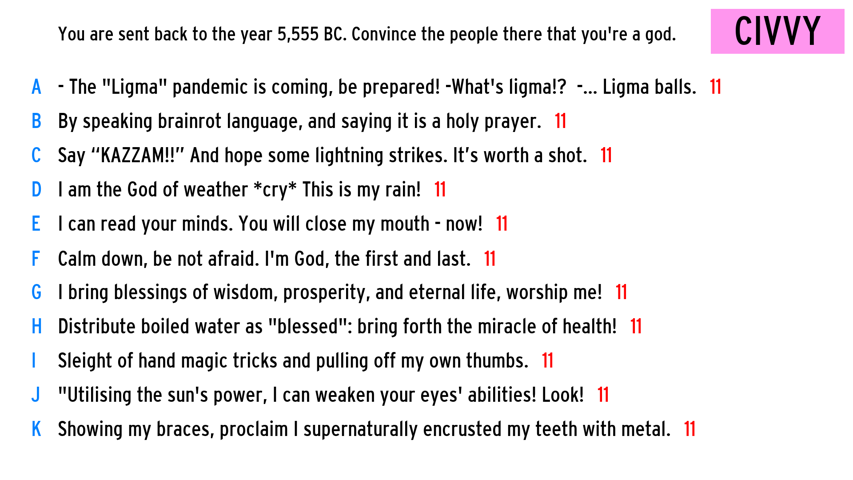 You are sent back to the year 5,555 BC. Convince the people there that you're a god.
CIVVY
A - The "Ligma" pandemic is coming, be prepared! -What's ligma!? -... Ligma balls. 11
B By speaking brainrot language, and saying it is a holy prayer. 11
C Say “KAZZAM!!” And hope some lightning strikes. It’s worth a shot. 11
D I am the God of weather *cry* This is my rain! 11
E I can read your minds. You will close my mouth - now! 11
F Calm down, be not afraid. I'm God, the first and last. 11
G I bring blessings of wisdom, prosperity, and eternal life, worship me! 11
H Distribute boiled water as "blessed": bring forth the miracle of health! 11
I Sleight of hand magic tricks and pulling off my own thumbs. 11
J "Utilising the sun's power, I can weaken your eyes' abilities! Look! 11
K Showing my braces, proclaim I supernaturally encrusted my teeth with metal. 11